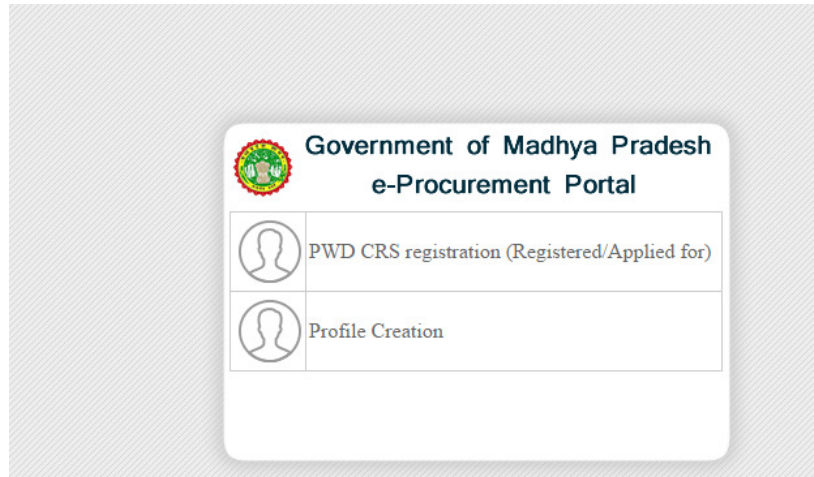 Government of Madhya Pradesh
e-Procurement Portal
PWD CRS registration (Registered/Applied for)
Profile Creation